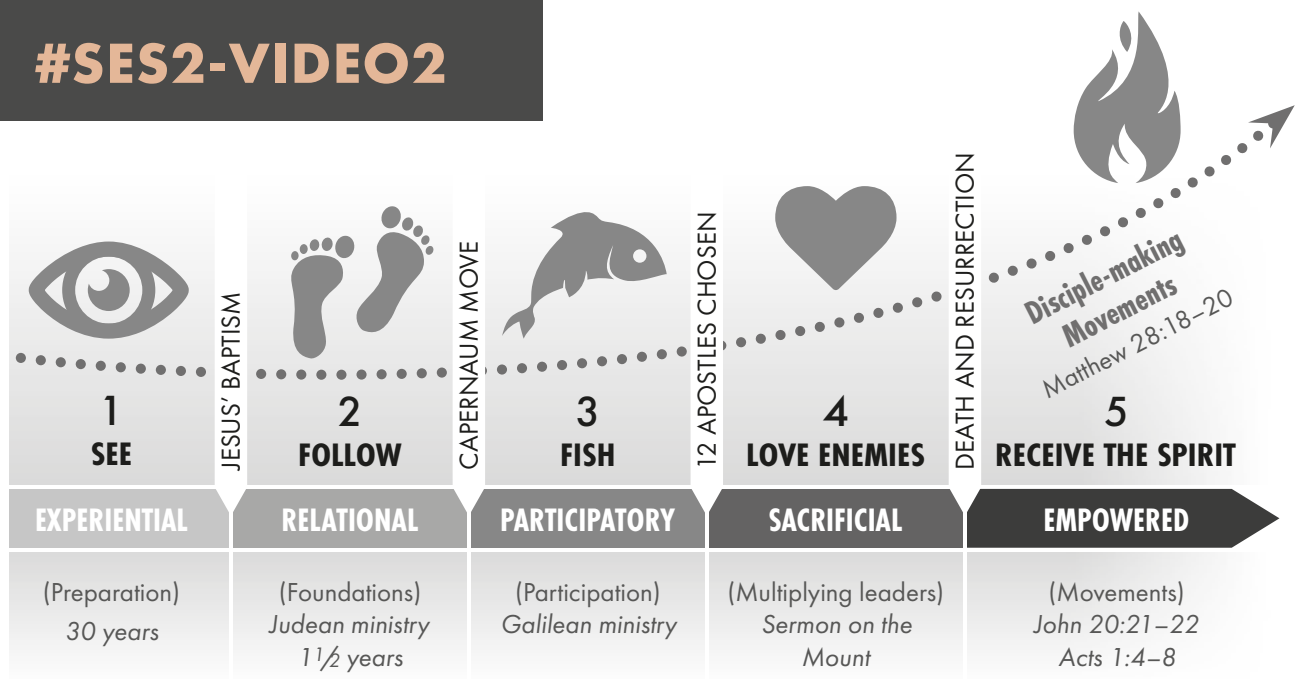 #SES2-VIDEO2
1
SEE
JESUS' BAPTISM
2
FOLLOW
CAPERNAUM MOVE
3
FISH
12 APOSTLES CHOSEN
4
LOVE ENEMIES
DEATH AND RESURRECTION
Disciple-making
Movements
Matthew 28:18–20
5
RECEIVE THE SPIRIT
EXPERIENTIAL
RELATIONAL
PARTICIPATORY
SACRIFICIAL
EMPOWERED
(Preparation)
30 years
(Foundations)
Judean ministry
1½ years
(Participation)
Galilean ministry
(Multiplying leaders)
Sermon on the
Mount
(Movements)
John 20:21–22
Acts 1:4–8